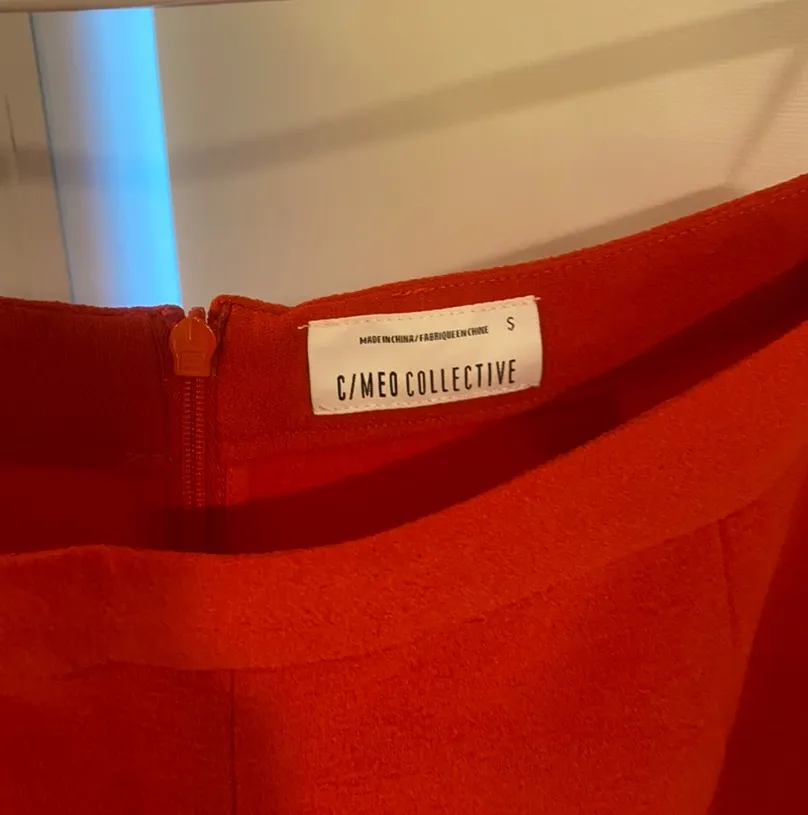 MADE IN CHINA/FABRIQUE EN CHINE S
C/MEO COLLECTIVE